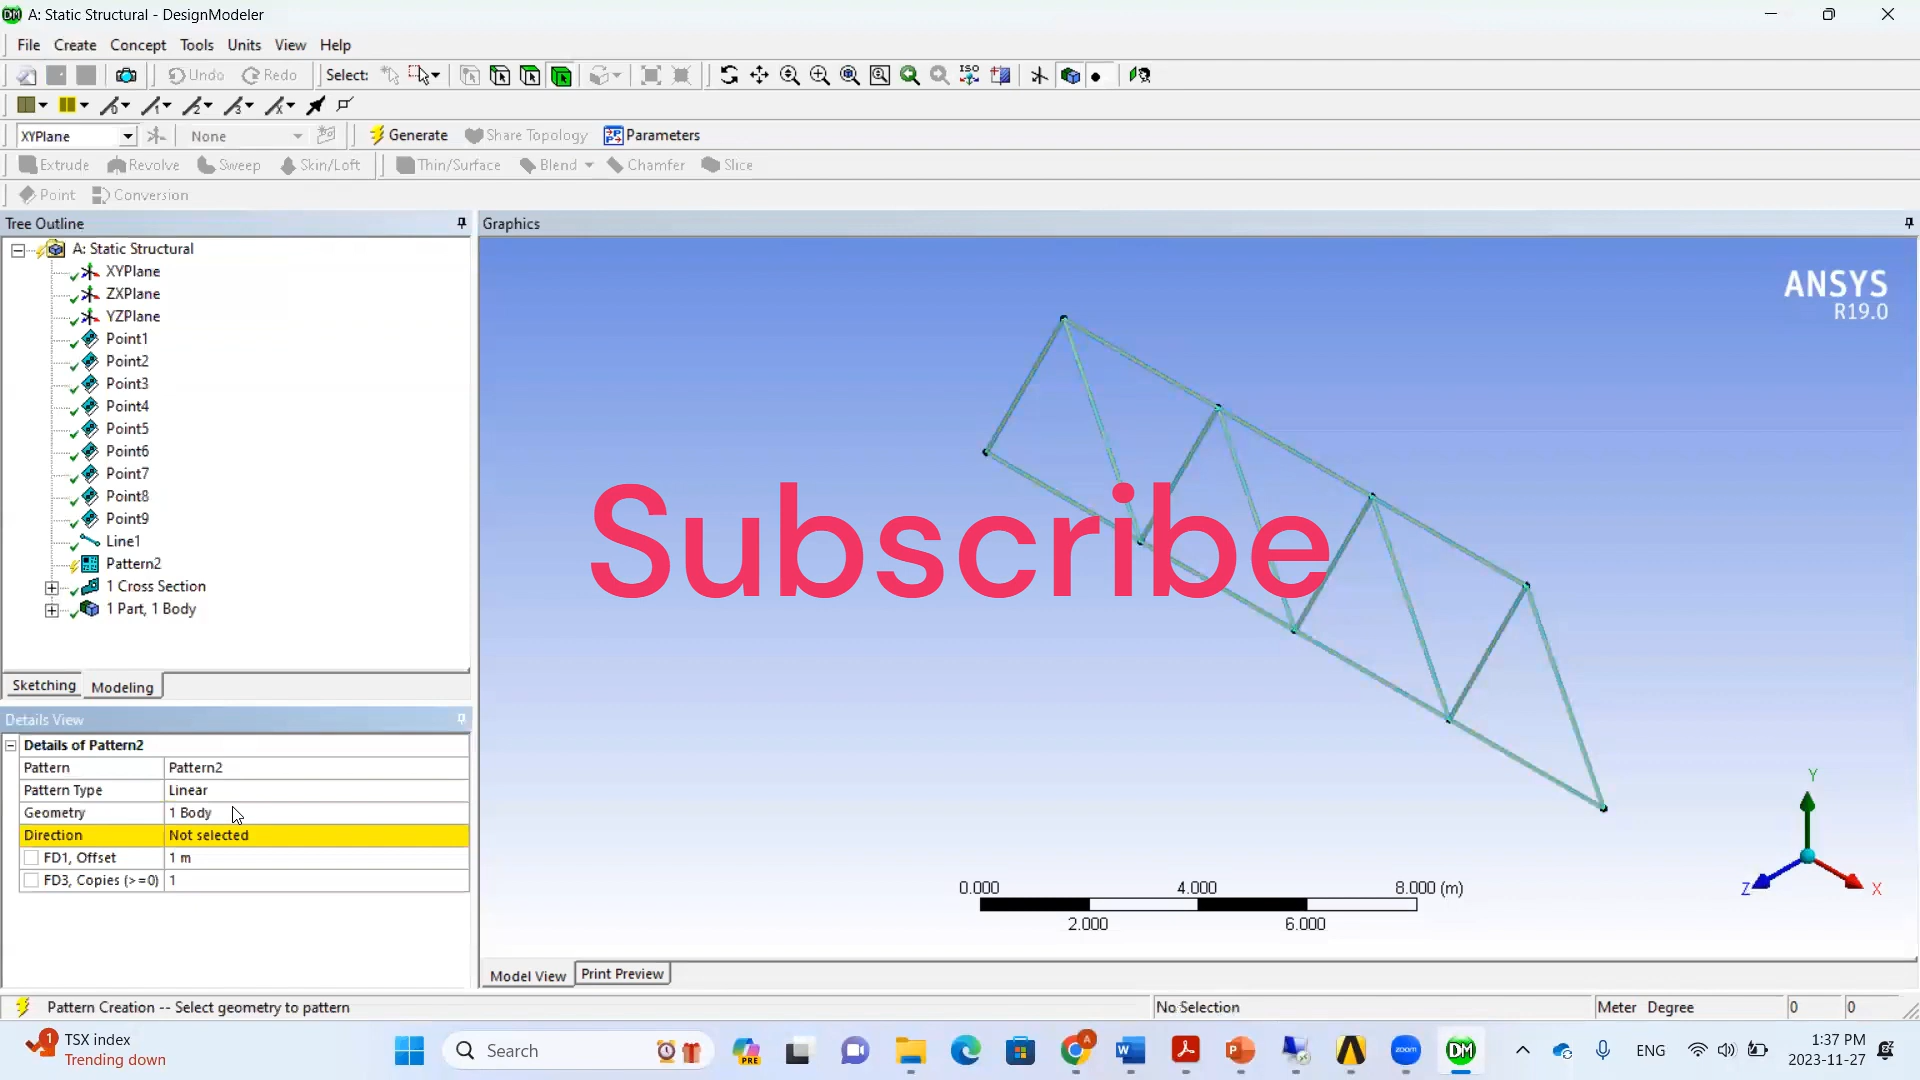 A: Static Structural - DesignModeler
File Create Concept Tools Units View Help
Undo Redo Select: ISO
XYPlane None Generate Share Topology Parameters
Extrude Revolve Sweep Skin/Loft Thin/Surface Blend Chamfer Slice
Point Conversion
Tree Outline
A: Static Structural
XYPlane
ZXPlane
YZPlane
Point1
Point2
Point3
Point4
Point5
Point6
Point7
Point8
Point9
Line1
Pattern2
1 Cross Section
1 Part, 1 Body
Sketching Modeling
Details View
Details of Pattern2
Pattern Pattern2
Pattern Type Linear
Geometry 1 Body
Direction Not selected
FD1, Offset 1 m
FD3, Copies (>=0) 1
Graphics
ANSYS
R19.0
Subscribe
Y
Z X
0.000 4.000 8.000 (m)
2.000 6.000
Model View Print Preview
Pattern Creation -- Select geometry to pattern No Selection Meter Degree 0 0
1 TSX index
Trending down
Search
PRE
A
W
P
zoom
DM
ENG
1:37 PM
2023-11-27